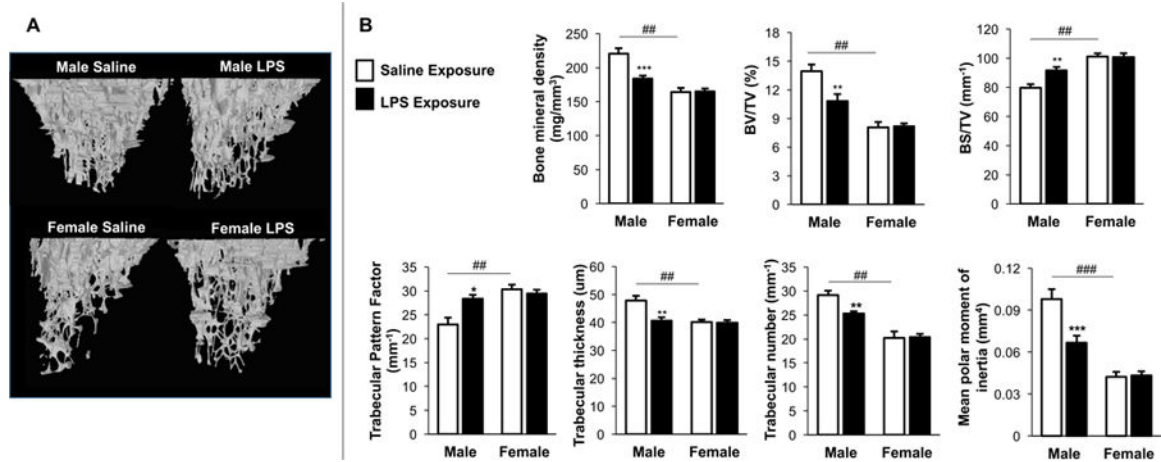 A
Male Saline
Male LPS
Female Saline
Female LPS
B
Saline Exposure
LPS Exposure
Bone mineral density
(mg/mm³)
250
200
150
100
50
0
##
***
Male
Female
BV/TV (%)
18
15
12
9
6
3
0
##
**
Male
Female
BS/TV (mm⁻¹)
120
100
80
60
40
20
0
##
**
Male
Female
Trabecular Pattern Factor
(mm⁻¹)
35
30
25
20
15
10
5
0
##
*
Male
Female
Trabecular thickness (um)
60
50
40
30
20
10
0
##
**
Male
Female
Trabecular number (mm⁻¹)
35
30
25
20
15
10
5
0
##
**
Male
Female
Mean polar moment of
inertia (mm⁴)
0.12
0.09
0.06
0.03
0
###
***
Male
Female